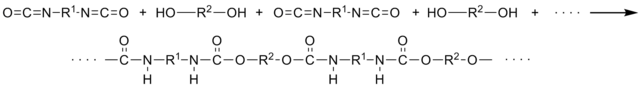 O=C=N–R¹–N=C=O + HO–R²–OH + O=C=N–R¹–N=C=O + HO–R²–OH + ····
O O O O
···· –C–N–R¹–N–C–O–R²–O–C–N–R¹–N–C–O–R²–O– ····
H H H H